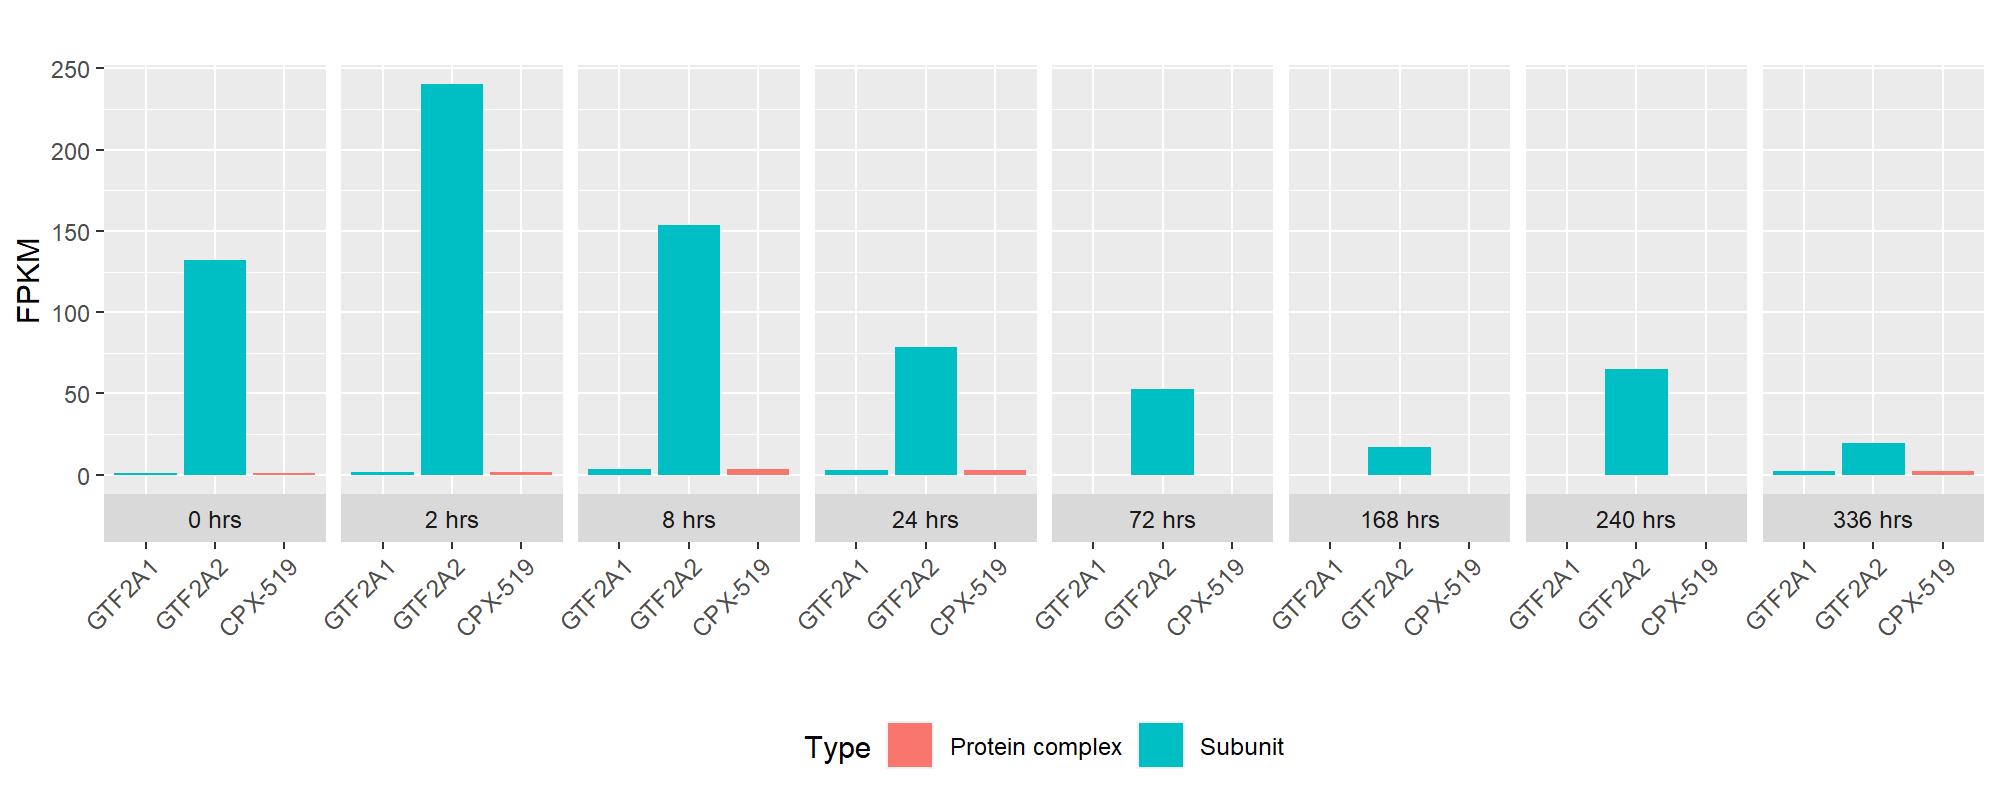 FPKM
250
200
150
100
50
0
0 hrs 2 hrs 8 hrs 24 hrs 72 hrs 168 hrs 240 hrs 336 hrs
GTF2A1 GTF2A2 CPX-519 GTF2A1 GTF2A2 CPX-519 GTF2A1 GTF2A2 CPX-519 GTF2A1 GTF2A2 CPX-519 GTF2A1 GTF2A2 CPX-519 GTF2A1 GTF2A2 CPX-519 GTF2A1 GTF2A2 CPX-519 GTF2A1 GTF2A2 CPX-519
Type Protein complex Subunit